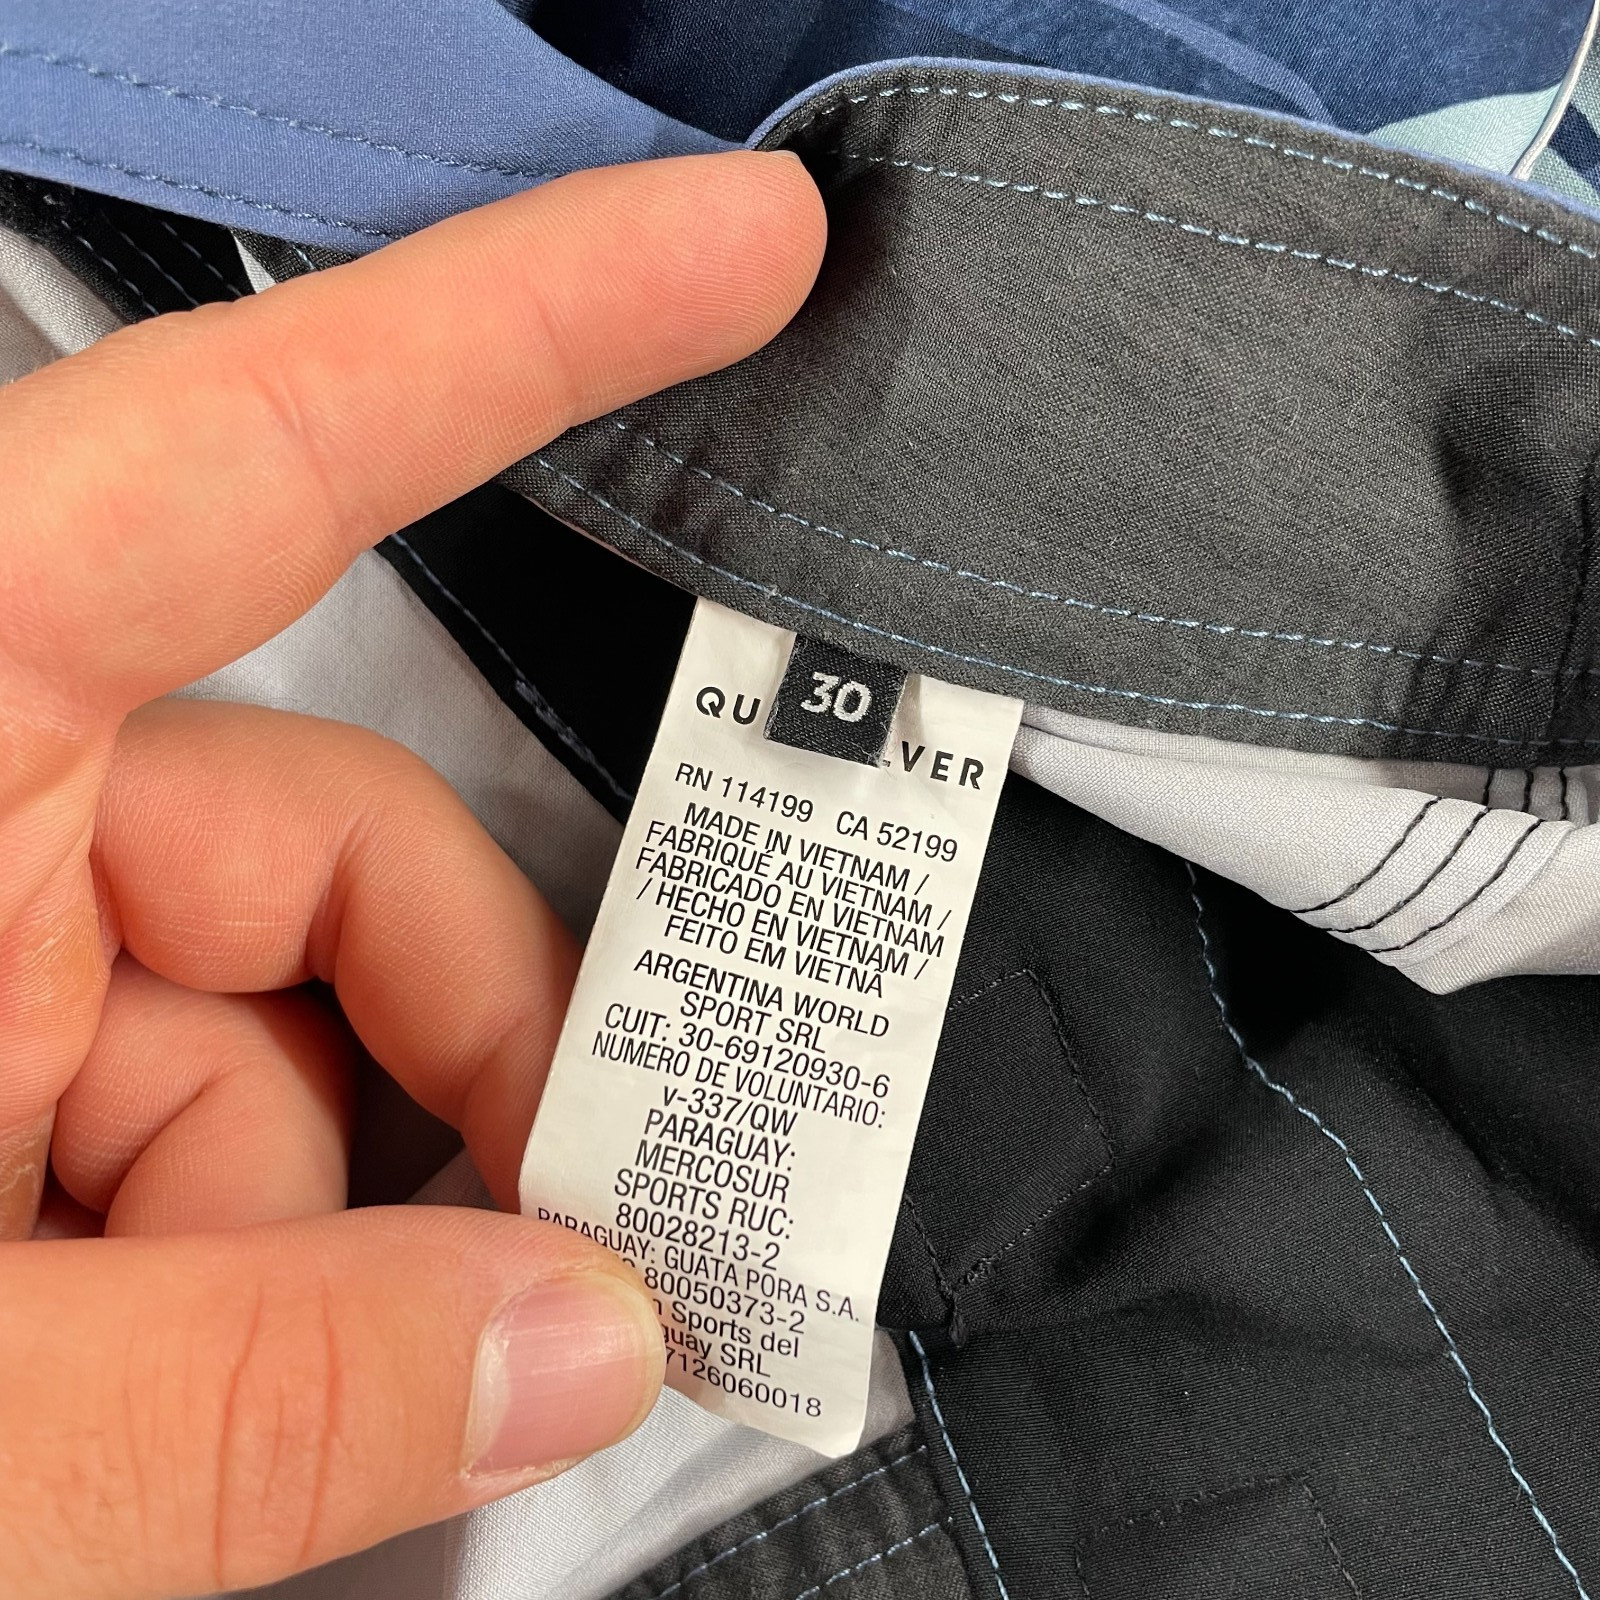 30
QU LVER
RN 114199 CA 52199
MADE IN VIETNAM /
FABRIQUÉ AU VIETNAM /
FABRICADO EN VIETNAM
/ HECHO EN VIETNAM /
FEITO EM VIETNÃ
ARGENTINA WORLD
SPORT SRL
CUIT: 30-69120930-6
NUMERO DE VOLUNTARIO:
v-337/QW
PARAGUAY:
MERCOSUR
SPORTS RUC:
80028213-2
PARAGUAY: GUATA PORA S.A.
80050373-2
Sports del
guay SRL
7126060018